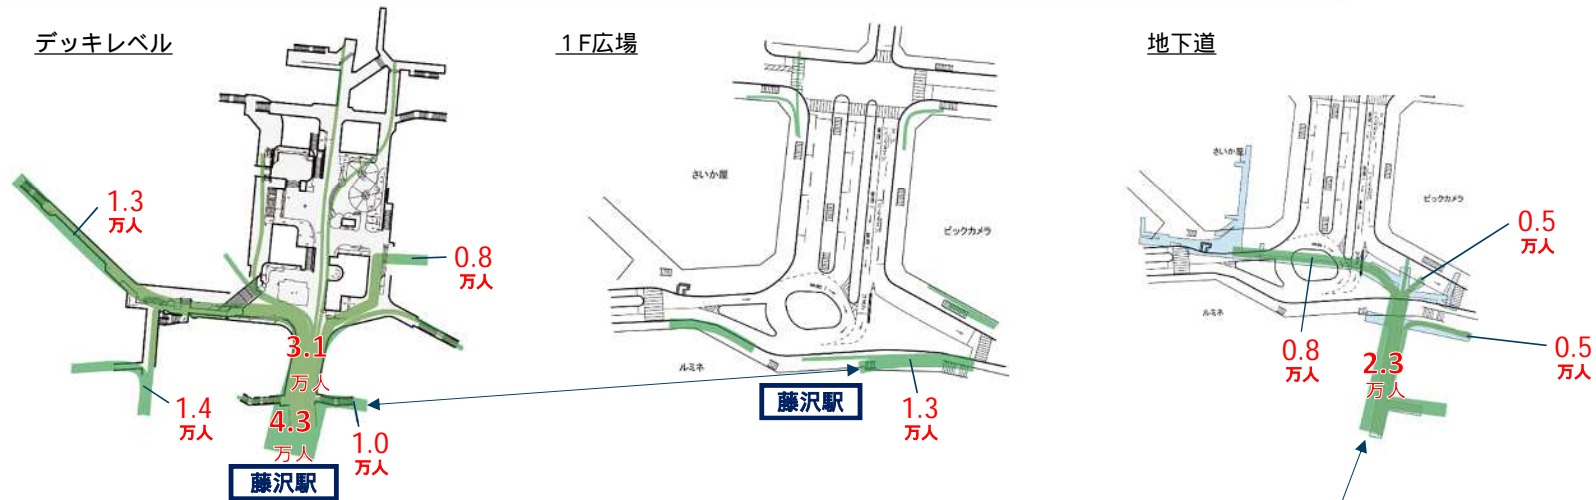 デッキレベル
1.3
万人
0.8
万人
3.1
万人
1.4
万人
4.3
万人
1.0
万人
藤沢駅
１F広場
さいか屋
ビックカメラ
ルミネ
藤沢駅
1.3
万人
地下道
さいか屋
ビックカメラ
0.5
万人
ルミネ
0.8
万人
2.3
万人
0.5
万人